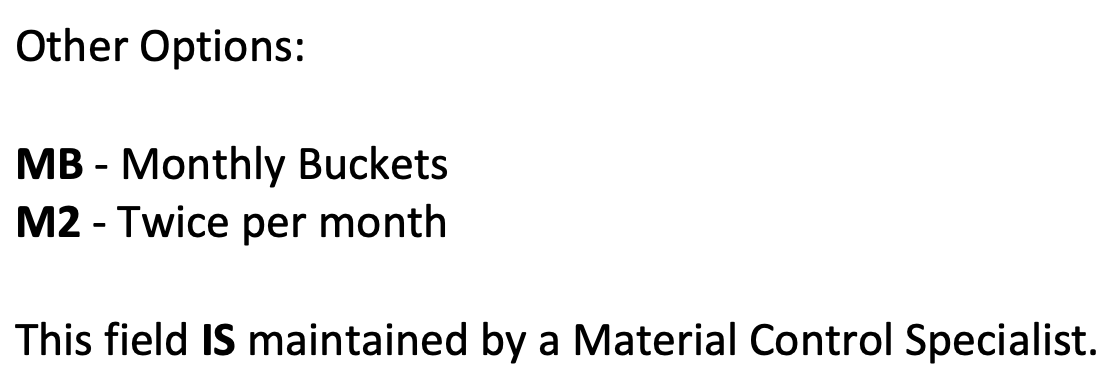 Other Options:
MB - Monthly Buckets
M2 - Twice per month
This field IS maintained by a Material Control Specialist.